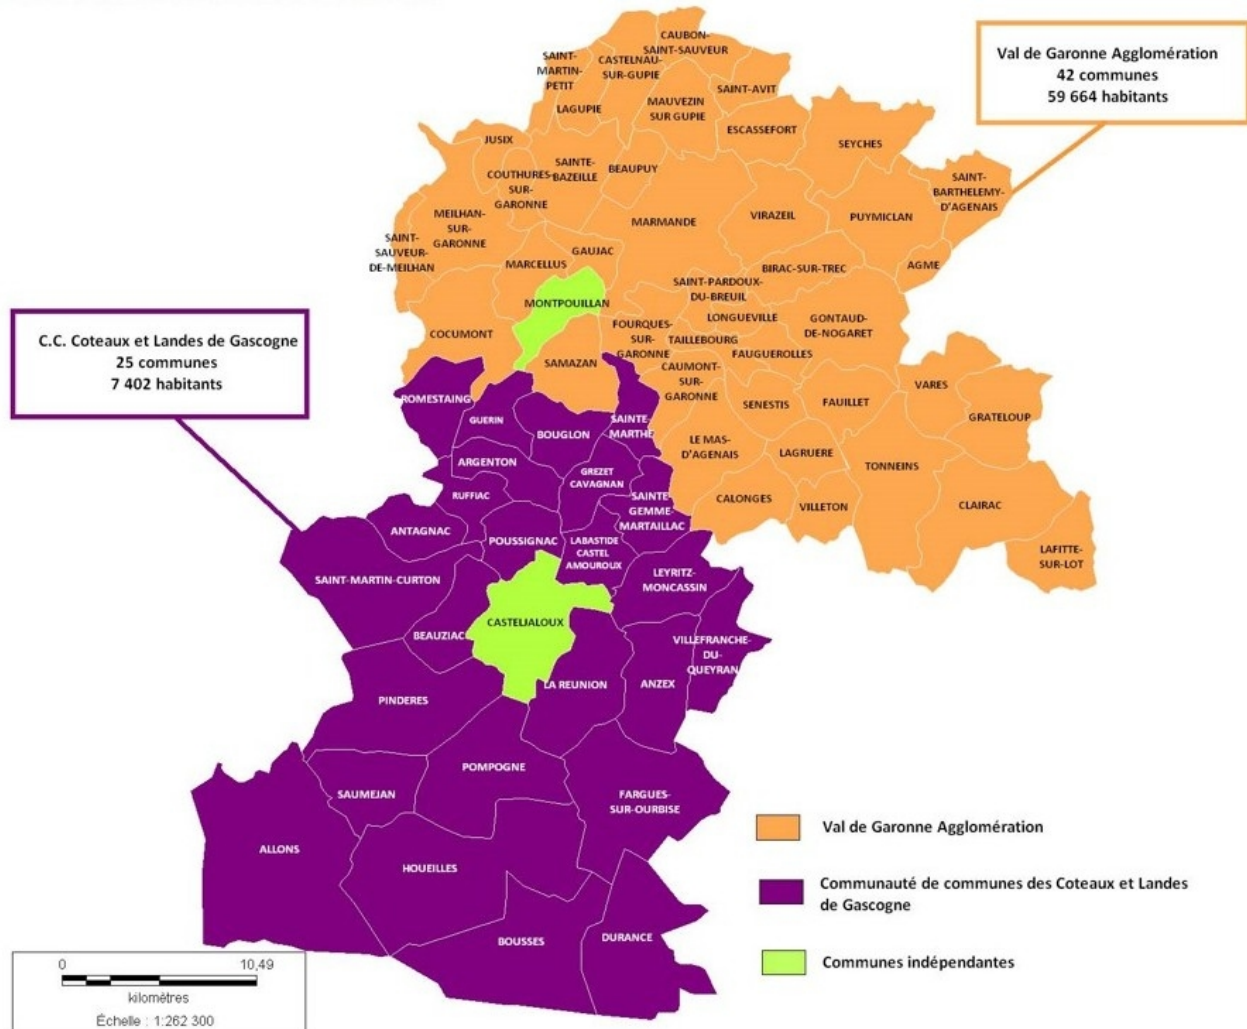 Val de Garonne Agglomération
42 communes
59 664 habitants
C.C. Coteaux et Landes de Gascogne
25 communes
7 402 habitants
CAUBON-
SAINT-SAUVEUR
SAINT-
MARTIN-
PETIT
CASTELNAU-
SUR-GUPIE
SAINT-AVIT
LAGUPIE
MAUVEZIN
SUR GUPIE
ESCASSEFORT
SEYCHES
JUSIX
SAINTE-
BAZEILLE
BEAUPUY
COUTHURES-
SUR-
GARONNE
SAINT-
BARTHELEMY-
D'AGENAIS
MEILHAN-
SUR-
GARONNE
MARMANDE
VIRAZEIL
PUYMICLAN
SAINT-
SAUVEUR-
DE-MEILHAN
GAUJAC
MARCELLUS
BIRAC-SUR-TREC
AGME
SAINT-PARDOUX-
DU-BREUIL
MONTPOUILLAN
LONGUEVILLE
GONTAUD-
DE-NOGARET
COCUMONT
FOURQUES-
SUR-
GARONNE
TAILLEBOURG
FAUGUEROLLES
SAMAZAN
CAUMONT-
SUR-
GARONNE
VARES
SENESTIS
FAUILLET
GRATELOUP
ROMESTAING
GUERIN
BOUGLON
SAINTE-
MARTHE
LE MAS-
D'AGENAIS
LAGRUERE
TONNEINS
ARGENTON
GREZET
CAVAGNAN
RUFFIAC
SAINTE
GEMME-
MARTAILLAC
CALONGES
VILLETON
CLAIRAC
ANTAGNAC
POUSSIGNAC
LABASTIDE
CASTEL
AMOUROUX
LAFITTE-
SUR-LOT
SAINT-MARTIN-CURTON
LEYRITZ-
MONCASSIN
CASTELJALOUX
BEAUZIAC
VILLEFRANCHE-
DU-
QUEYRAN
LA REUNION
ANZEX
PINDERES
POMPOGNE
SAUMEJAN
FARGUES-
SUR-OURBISE
ALLONS
HOUEILLES
BOUSSES
DURANCE
Val de Garonne Agglomération
Communauté de communes des Coteaux et Landes
de Gascogne
Communes indépendantes
0 10,49
kilomètres
Échelle : 1:262 300